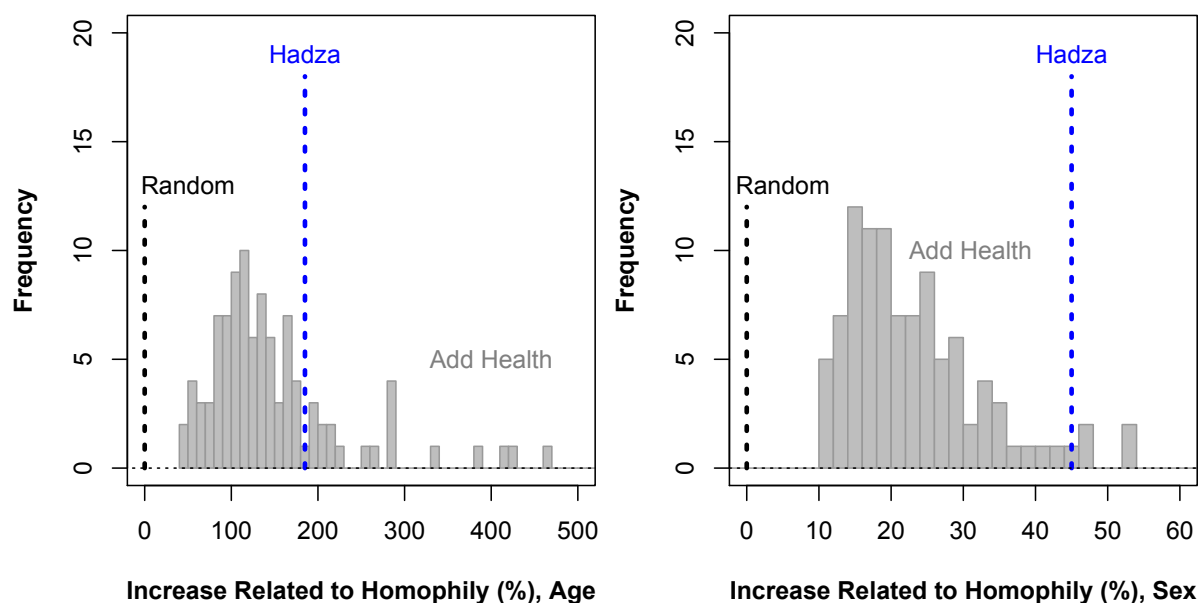 20
15
10
5
0
Frequency
Hadza
Random
Add Health
0 100 200 300 400 500
Increase Related to Homophily (%), Age
20
15
10
5
0
Frequency
Hadza
Random
Add Health
0 10 20 30 40 50 60
Increase Related to Homophily (%), Sex